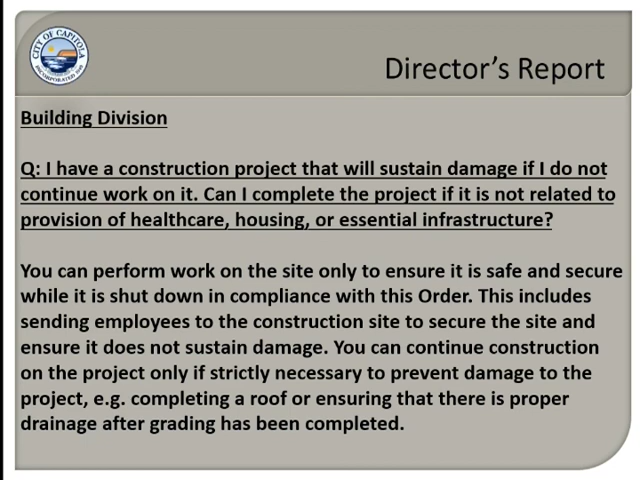 CITY OF CAPITOLA
INCORPORATED 1949
Director's Report
Building Division
Q: I have a construction project that will sustain damage if I do not
continue work on it. Can I complete the project if it is not related to
provision of healthcare, housing, or essential infrastructure?
You can perform work on the site only to ensure it is safe and secure
while it is shut down in compliance with this Order. This includes
sending employees to the construction site to secure the site and
ensure it does not sustain damage. You can continue construction
on the project only if strictly necessary to prevent damage to the
project, e.g. completing a roof or ensuring that there is proper
drainage after grading has been completed.